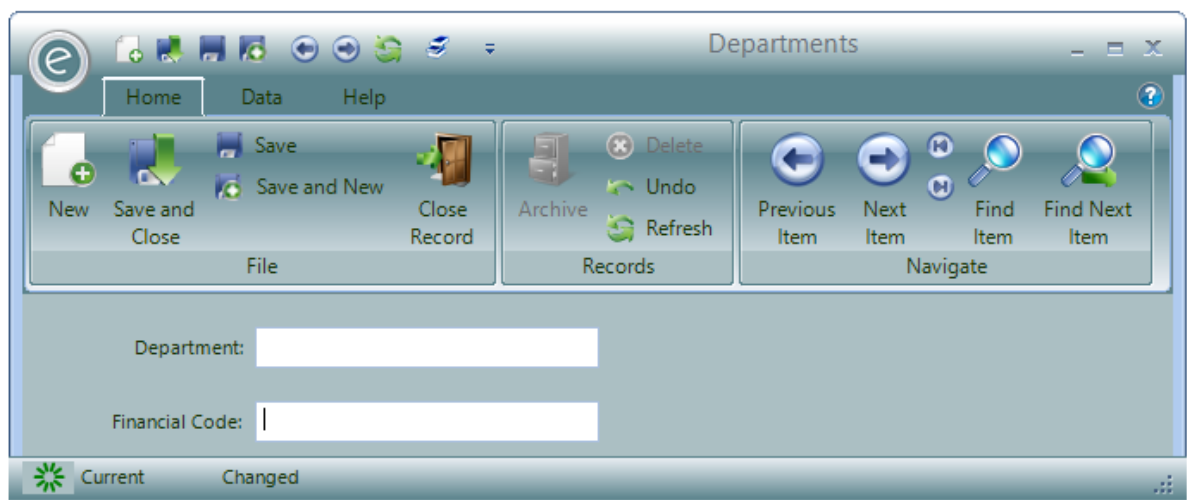 e
Departments
Home Data Help
New
Save and
Close
Save
Save and New
Close
Record
File
Archive
Delete
Undo
Refresh
Records
Previous
Item
Next
Item
Find
Item
Find Next
Item
Navigate
Department:
Financial Code:
Current Changed